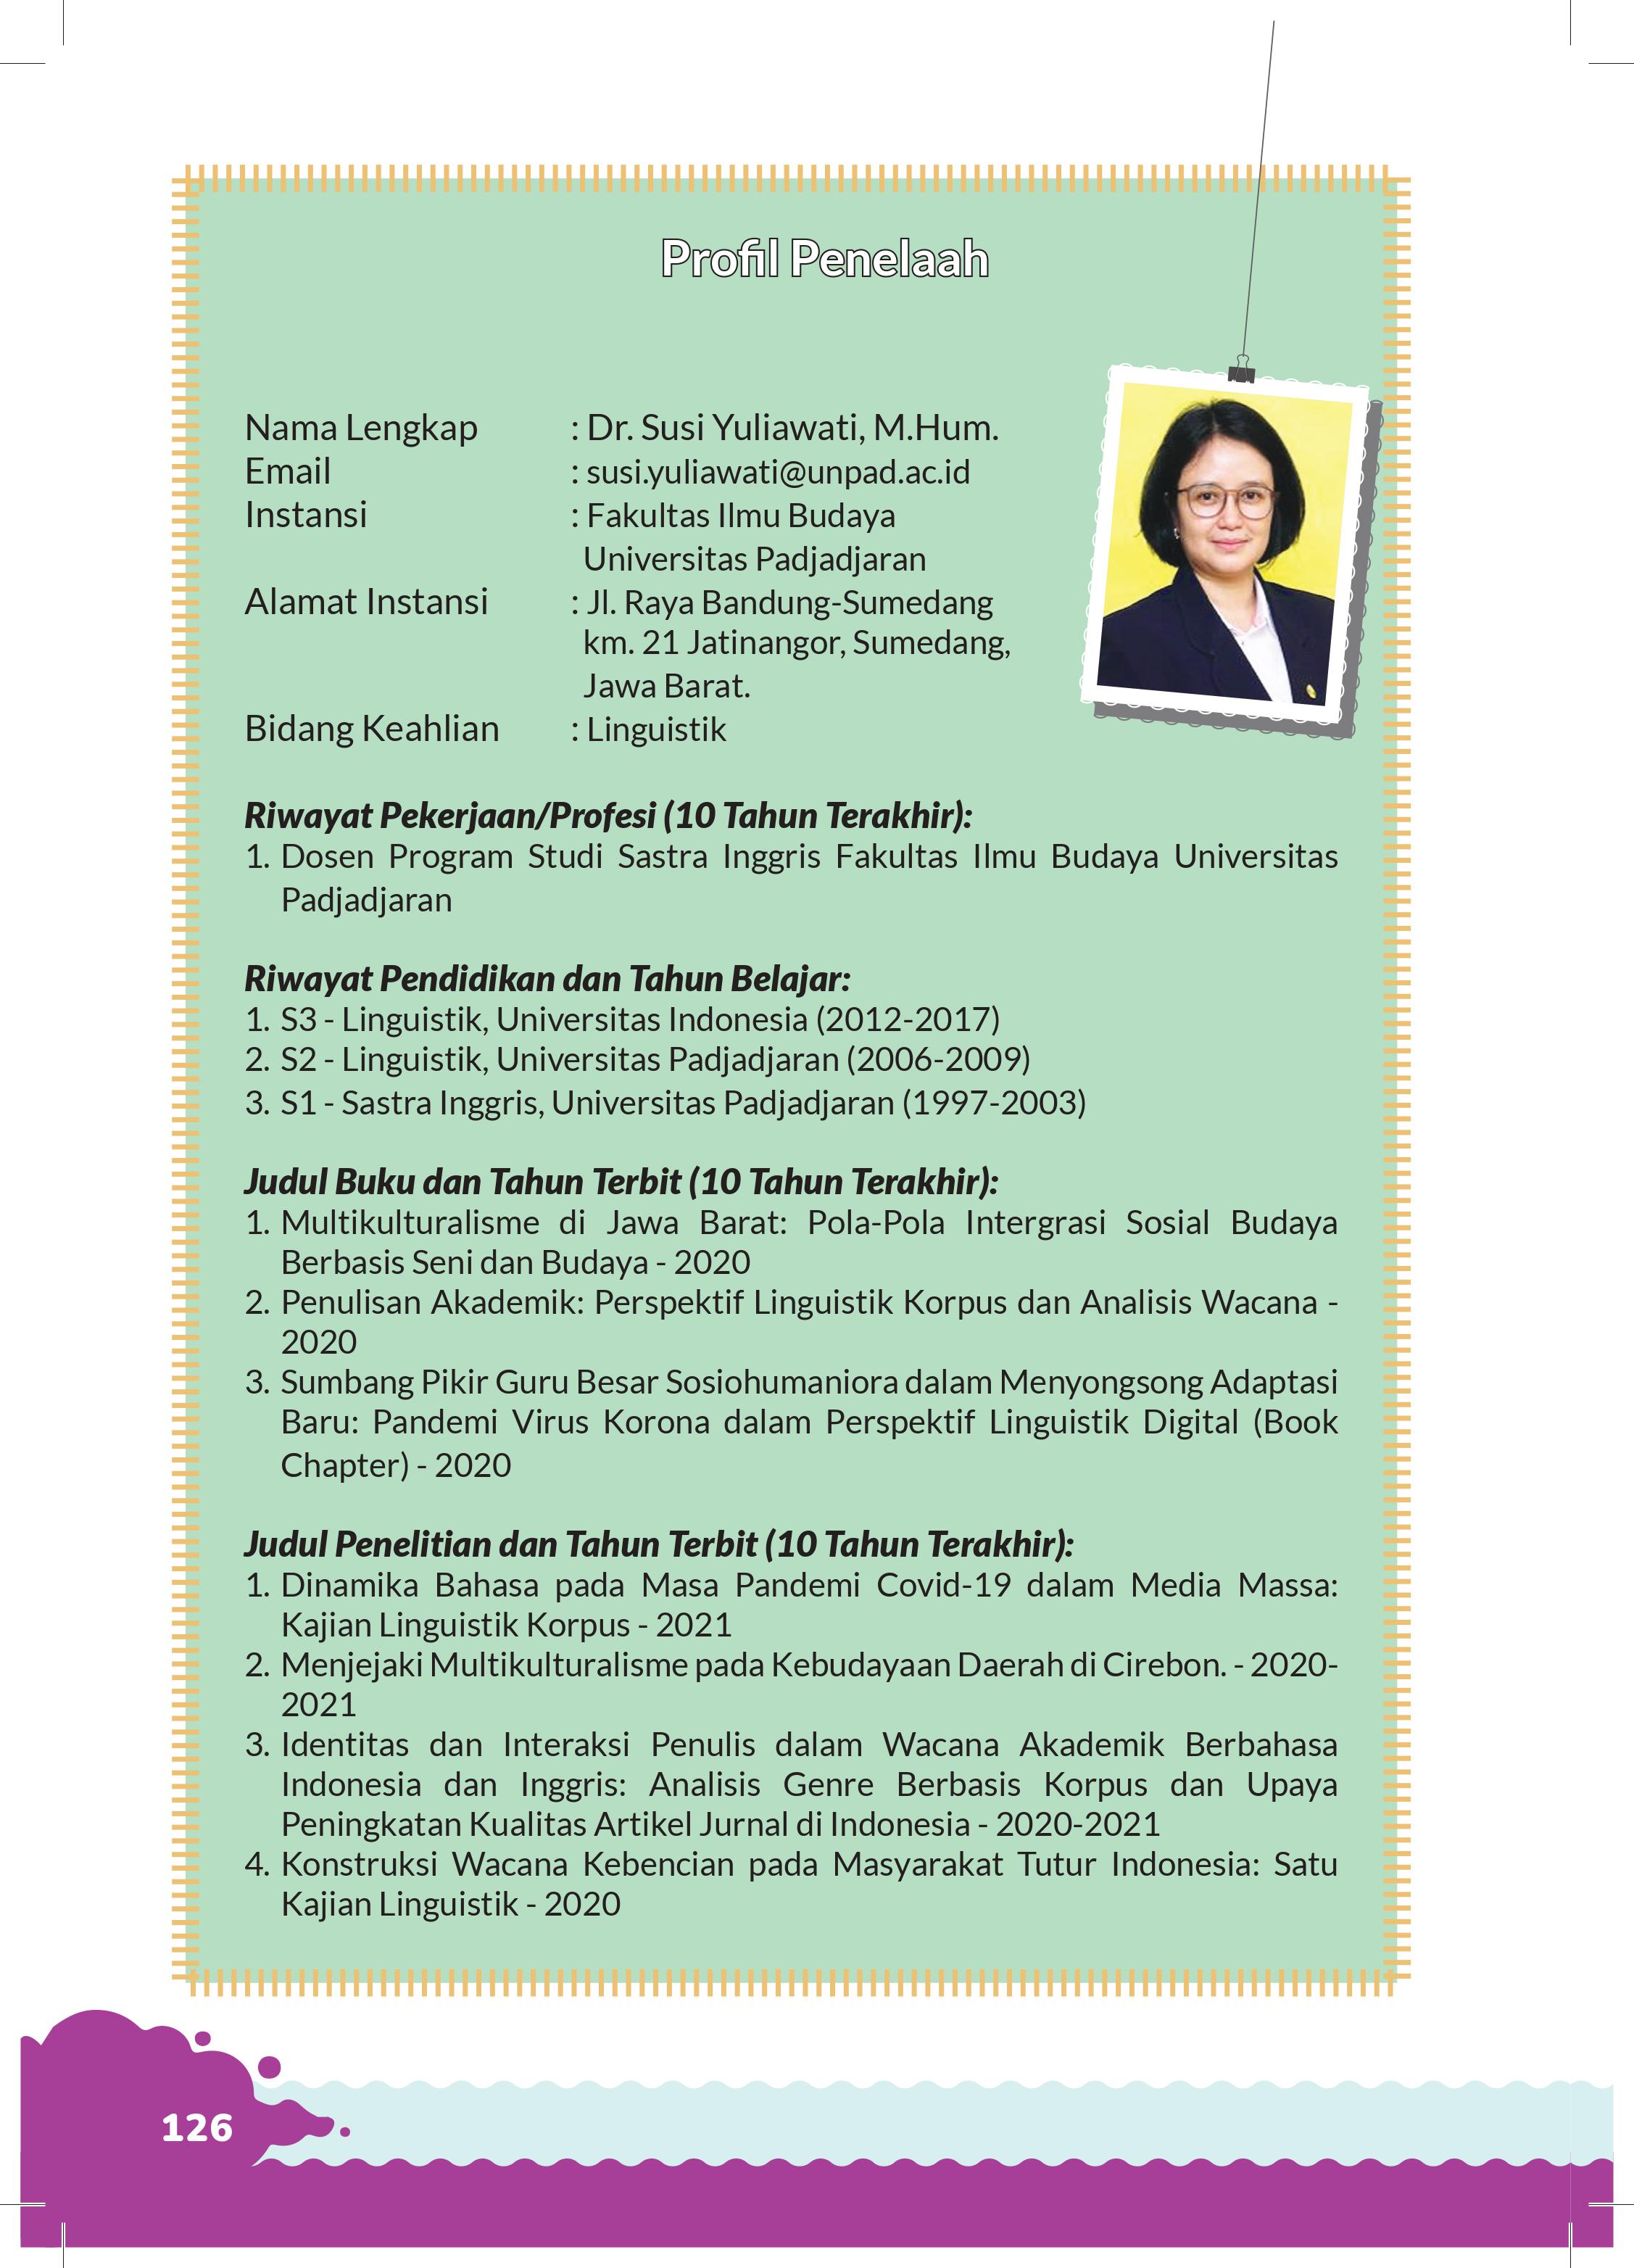 Profil Penelaah
Nama Lengkap : Dr. Susi Yuliawati, M.Hum.
Email : susi.yuliawati@unpad.ac.id
Instansi : Fakultas Ilmu Budaya
Universitas Padjadjaran
Alamat Instansi : Jl. Raya Bandung-Sumedang
km. 21 Jatinangor, Sumedang,
Jawa Barat.
Bidang Keahlian : Linguistik
Riwayat Pekerjaan/Profesi (10 Tahun Terakhir):
1. Dosen Program Studi Sastra Inggris Fakultas Ilmu Budaya Universitas
Padjadjaran
Riwayat Pendidikan dan Tahun Belajar:
1. S3 - Linguistik, Universitas Indonesia (2012-2017)
2. S2 - Linguistik, Universitas Padjadjaran (2006-2009)
3. S1 - Sastra Inggris, Universitas Padjadjaran (1997-2003)
Judul Buku dan Tahun Terbit (10 Tahun Terakhir):
1. Multikulturalisme di Jawa Barat: Pola-Pola Intergrasi Sosial Budaya
Berbasis Seni dan Budaya - 2020
2. Penulisan Akademik: Perspektif Linguistik Korpus dan Analisis Wacana -
2020
3. Sumbang Pikir Guru Besar Sosiohumaniora dalam Menyongsong Adaptasi
Baru: Pandemi Virus Korona dalam Perspektif Linguistik Digital (Book
Chapter) - 2020
Judul Penelitian dan Tahun Terbit (10 Tahun Terakhir):
1. Dinamika Bahasa pada Masa Pandemi Covid-19 dalam Media Massa:
Kajian Linguistik Korpus - 2021
2. Menjejaki Multikulturalisme pada Kebudayaan Daerah di Cirebon. - 2020-
2021
3. Identitas dan Interaksi Penulis dalam Wacana Akademik Berbahasa
Indonesia dan Inggris: Analisis Genre Berbasis Korpus dan Upaya
Peningkatan Kualitas Artikel Jurnal di Indonesia - 2020-2021
4. Konstruksi Wacana Kebencian pada Masyarakat Tutur Indonesia: Satu
Kajian Linguistik - 2020
126